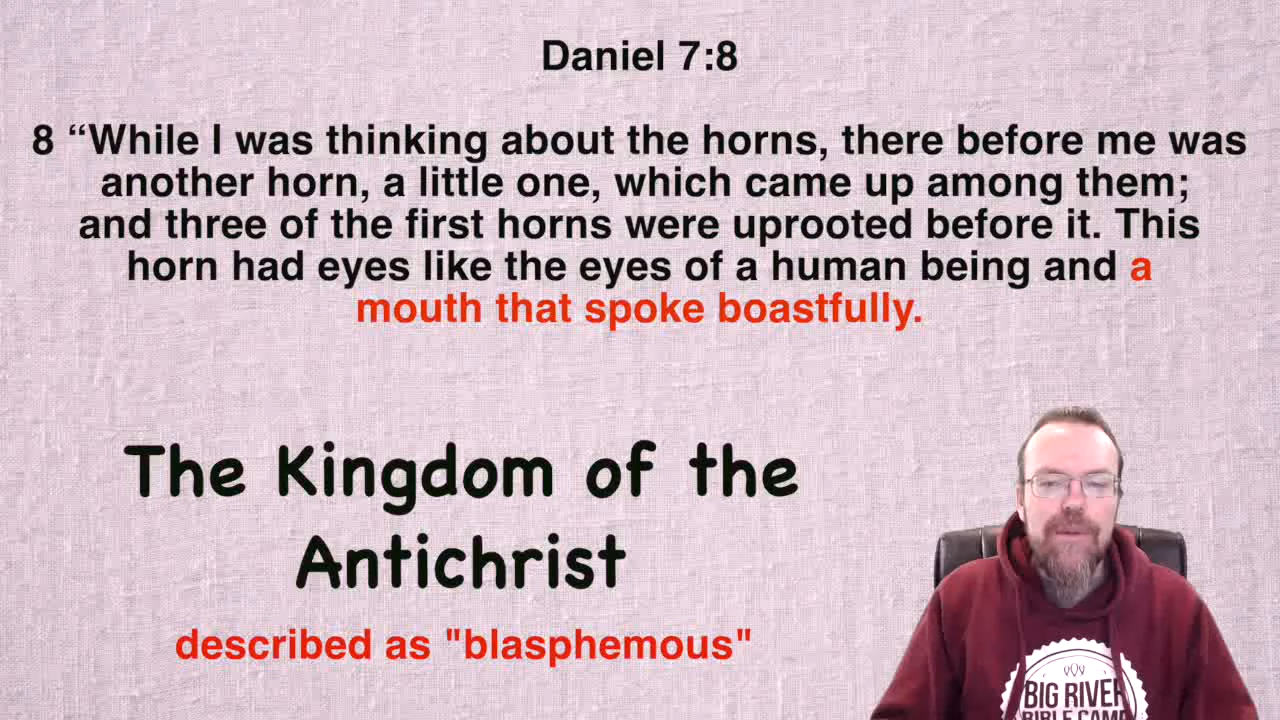 Daniel 7:8
8 “While I was thinking about the horns, there before me was
another horn, a little one, which came up among them;
and three of the first horns were uprooted before it. This
horn had eyes like the eyes of a human being and a
mouth that spoke boastfully.
The Kingdom of the
Antichrist
described as "blasphemous"
BIG RIVER
BIBLE CAMP